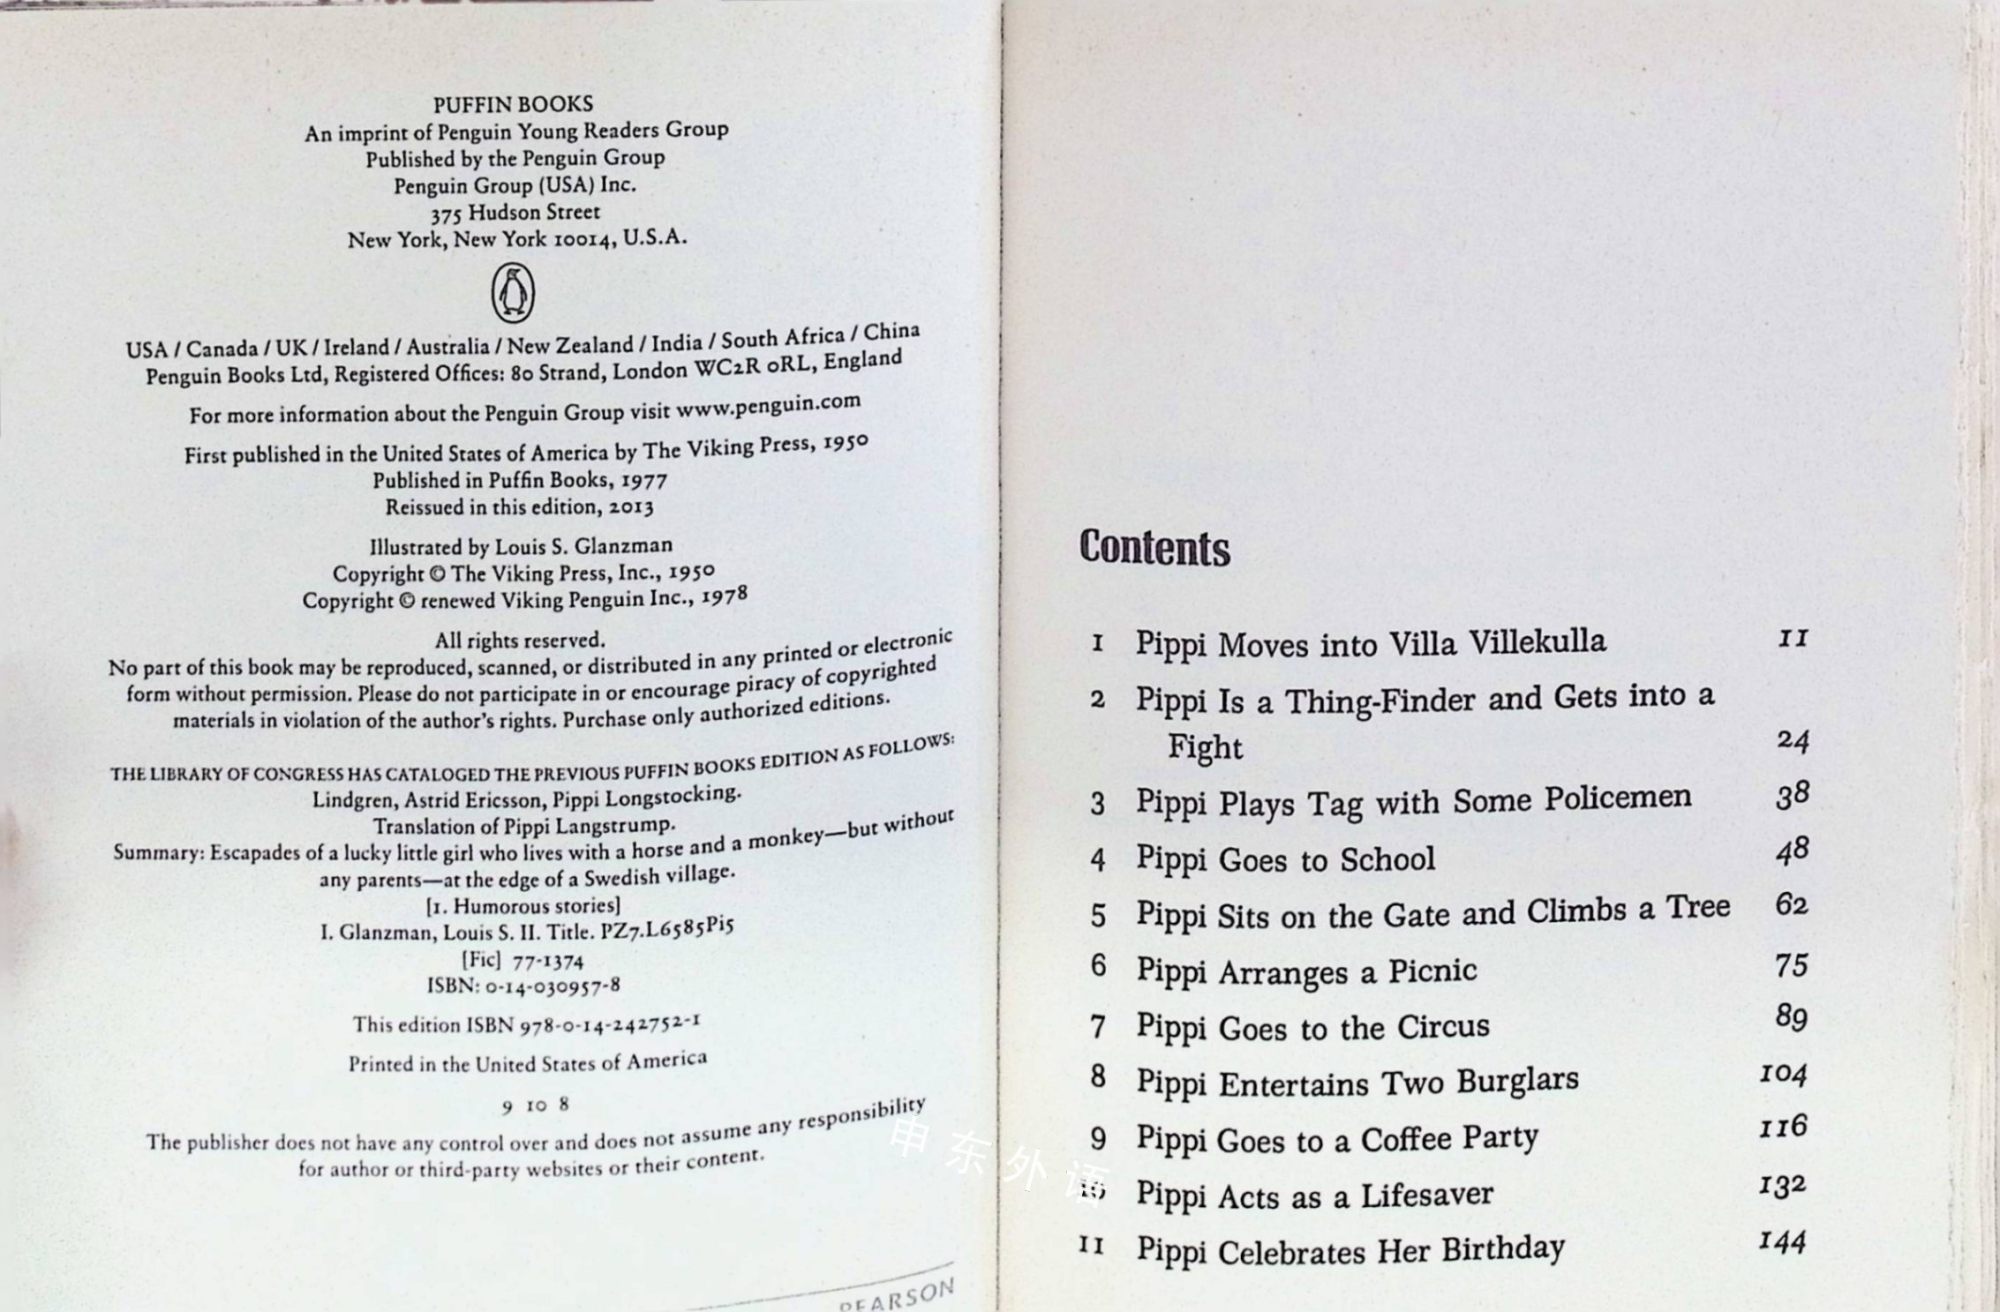 PUFFIN BOOKS
An imprint of Penguin Young Readers Group
Published by the Penguin Group
Penguin Group (USA) Inc.
375 Hudson Street
New York, New York 10014, U.S.A.
USA / Canada / UK / Ireland / Australia / New Zealand / India / South Africa / China
Penguin Books Ltd, Registered Offices: 80 Strand, London WC2R 0RL, England
For more information about the Penguin Group visit www.penguin.com
First published in the United States of America by The Viking Press, 1950
Published in Puffin Books, 1977
Reissued in this edition, 2013
Illustrated by Louis S. Glanzman
Copyright © The Viking Press, Inc., 1950
Copyright © renewed Viking Penguin Inc., 1978
All rights reserved.
No part of this book may be reproduced, scanned, or distributed in any printed or electronic
form without permission. Please do not participate in or encourage piracy of copyrighted
materials in violation of the author's rights. Purchase only authorized editions.
THE LIBRARY OF CONGRESS HAS CATALOGED THE PREVIOUS PUFFIN BOOKS EDITION AS FOLLOWS:
Lindgren, Astrid Ericsson, Pippi Longstocking.
Translation of Pippi Langstrump.
Summary: Escapades of a lucky little girl who lives with a horse and a monkey—but without
any parents—at the edge of a Swedish village.
[1. Humorous stories]
I. Glanzman, Louis S. II. Title. PZ7.L6585Pi5
[Fic] 77-1374
ISBN: 0-14-030957-8
This edition ISBN 978-0-14-242752-1
Printed in the United States of America
9 10 8
The publisher does not have any control over and does not assume any responsibility
for author or third-party websites or their content.
PEARSON
申东外语
Contents
1 Pippi Moves into Villa Villekulla 11
2 Pippi Is a Thing-Finder and Gets into a
Fight 24
3 Pippi Plays Tag with Some Policemen 38
4 Pippi Goes to School 48
5 Pippi Sits on the Gate and Climbs a Tree 62
6 Pippi Arranges a Picnic 75
7 Pippi Goes to the Circus 89
8 Pippi Entertains Two Burglars 104
9 Pippi Goes to a Coffee Party 116
10 Pippi Acts as a Lifesaver 132
11 Pippi Celebrates Her Birthday 144